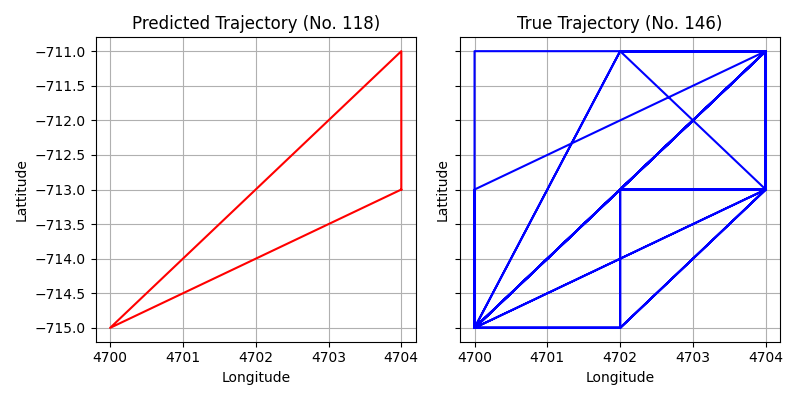 Predicted Trajectory (No. 118)
True Trajectory (No. 146)
Lattitude
−711.0
−711.5
−712.0
−712.5
−713.0
−713.5
−714.0
−714.5
−715.0
4700 4701 4702 4703 4704
Longitude
Lattitude
4700 4701 4702 4703 4704
Longitude